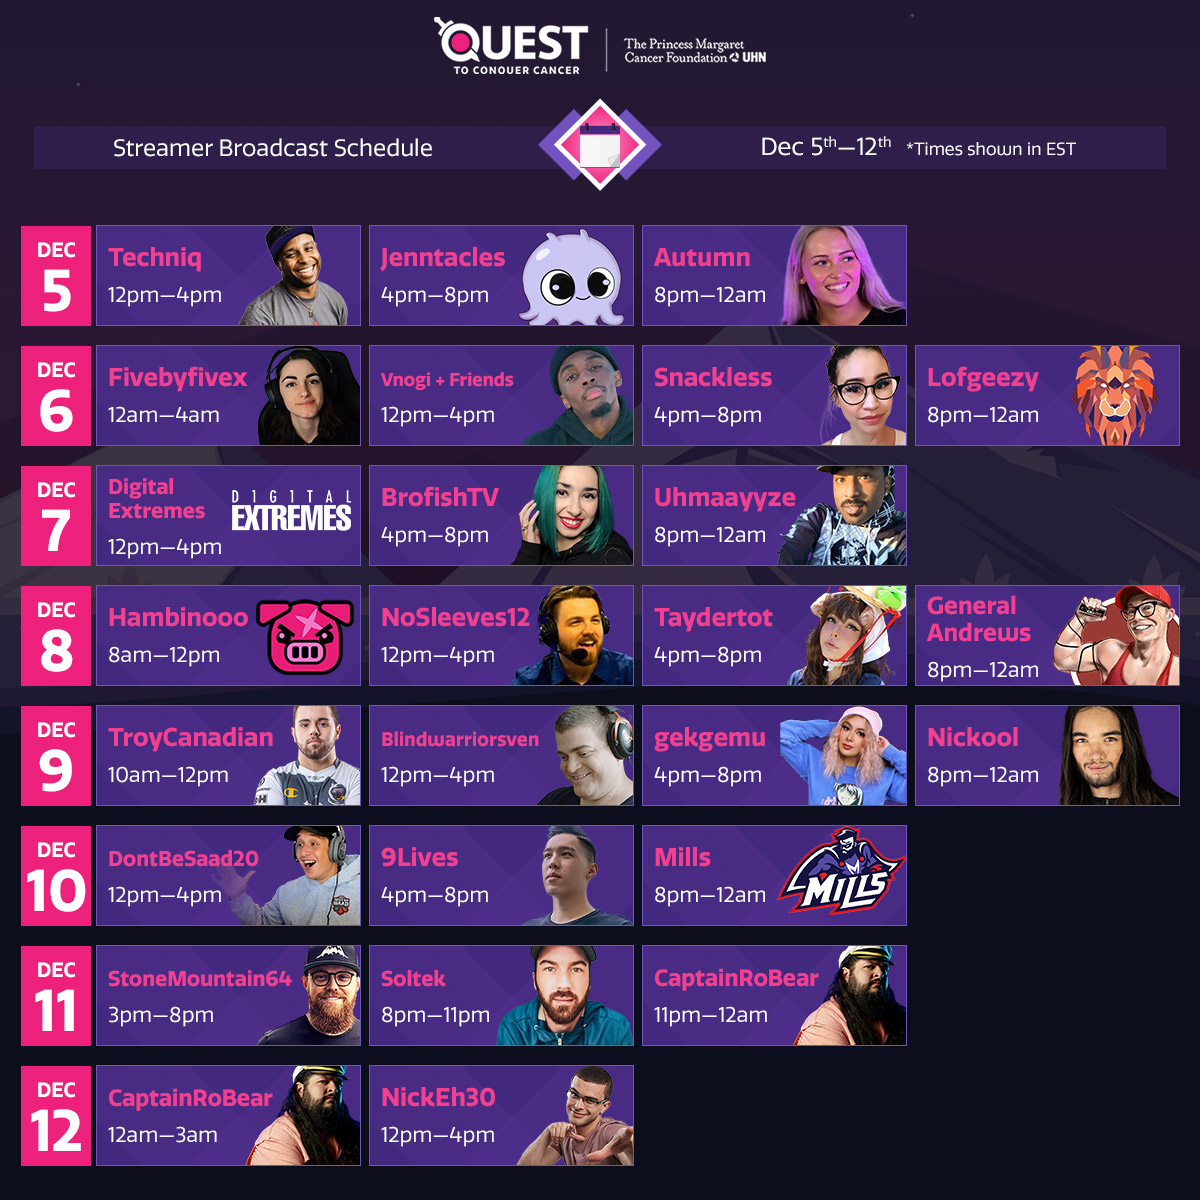 QUEST
TO CONQUER CANCER
The Princess Margaret
Cancer Foundation UHN
Streamer Broadcast Schedule
Dec 5th—12th *Times shown in EST
DEC
5
Techniq
12pm—4pm
Jenntacles
4pm—8pm
Autumn
8pm—12am
DEC
6
Fivebyfivex
12am—4am
Vnogi + Friends
12pm—4pm
Snackless
4pm—8pm
Lofgeezy
8pm—12am
DEC
7
Digital
Extremes
12pm—4pm
D1G1TAL
EXTREMES
BrofishTV
4pm—8pm
Uhmaayyze
8pm—12am
DEC
8
Hambinooo
8am—12pm
NoSleeves12
12pm—4pm
Taydertot
4pm—8pm
General
Andrews
8pm—12am
DEC
9
TroyCanadian
10am—12pm
Blindwarriorsven
12pm—4pm
gekgemu
4pm—8pm
Nickool
8pm—12am
DEC
10
DontBeSaad20
12pm—4pm
9Lives
4pm—8pm
Mills
8pm—12am
MILLS
DEC
11
StoneMountain64
3pm—8pm
Soltek
8pm—11pm
CaptainRoBear
11pm—12am
DEC
12
CaptainRoBear
12am—3am
NickEh30
12pm—4pm